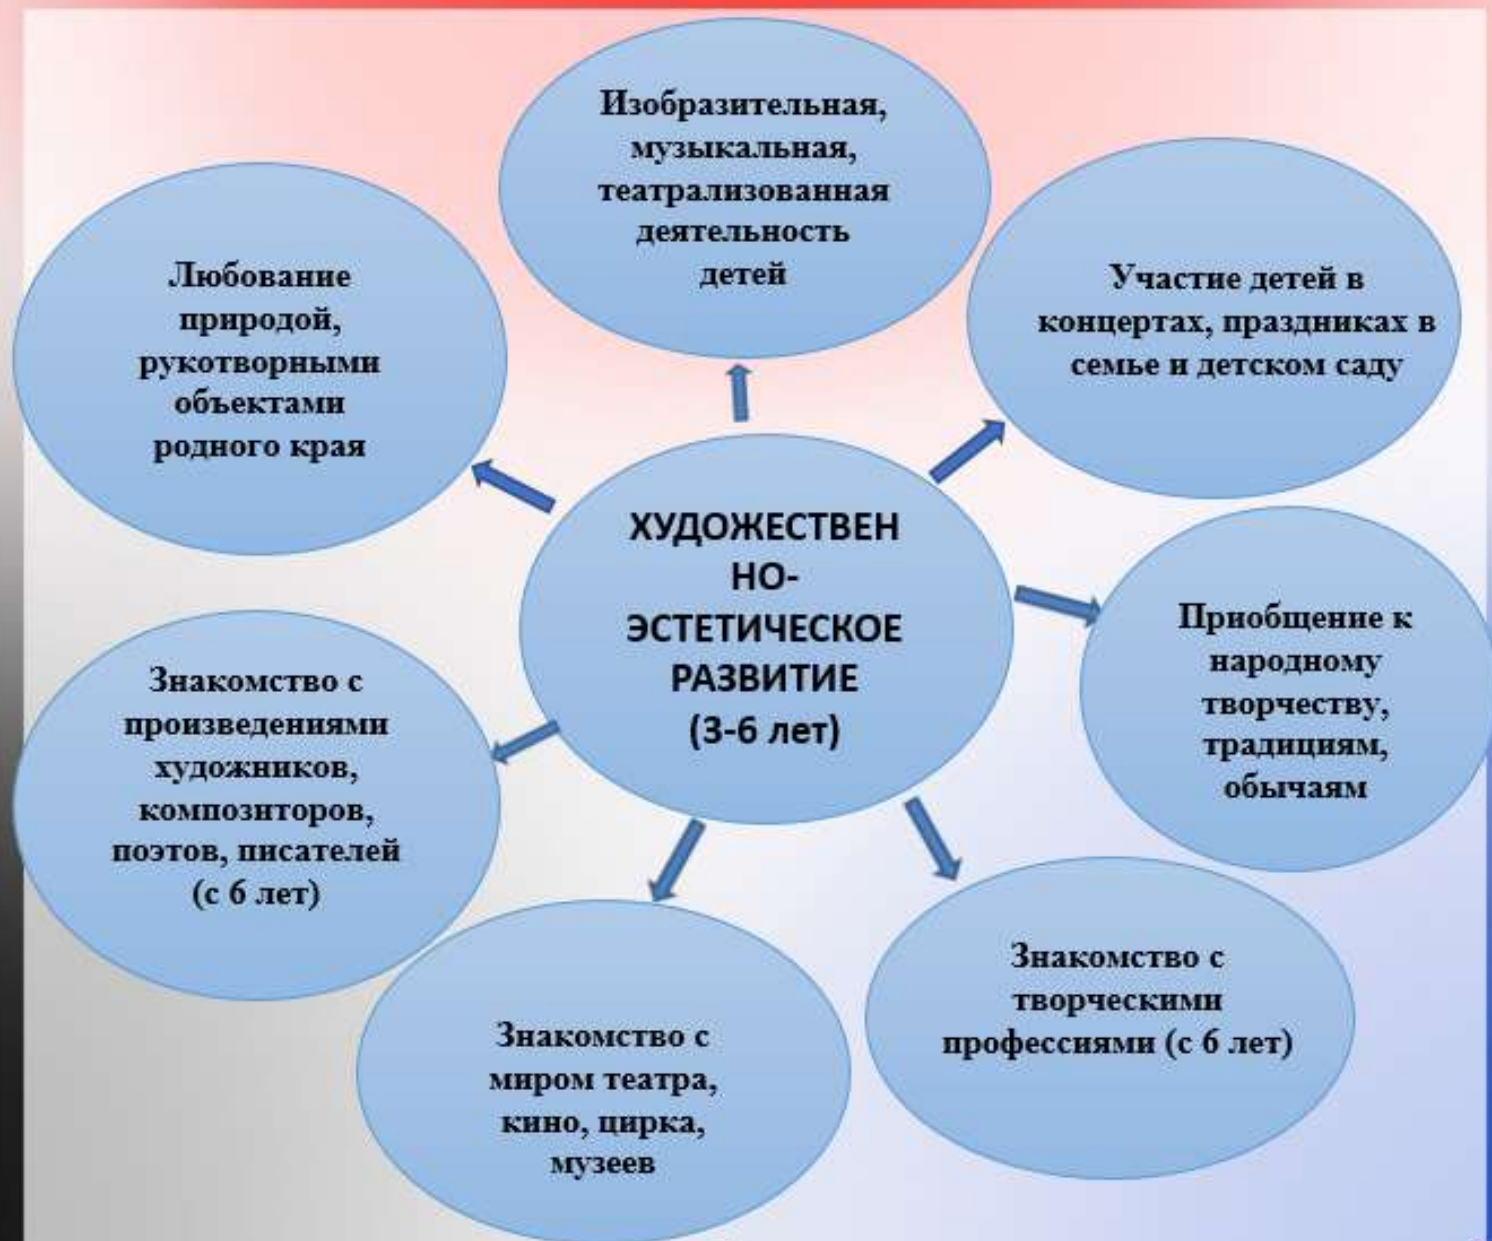 Изобразительная,
музыкальная,
театрализованная
деятельность
детей
Участие детей в
концертах, праздниках в
семье и детском саду
Любование
природой,
рукотворными
объектами
родного края
ХУДОЖЕСТВЕН
НО-
ЭСТЕТИЧЕСКОЕ
РАЗВИТИЕ
(3-6 лет)
Приобщение к
народному
творчеству,
традициям,
обычаям
Знакомство с
произведениями
художников,
композиторов,
поэтов, писателей
(с 6 лет)
Знакомство с
творческими
профессиями (с 6 лет)
Знакомство с
миром театра,
кино, цирка,
музеев